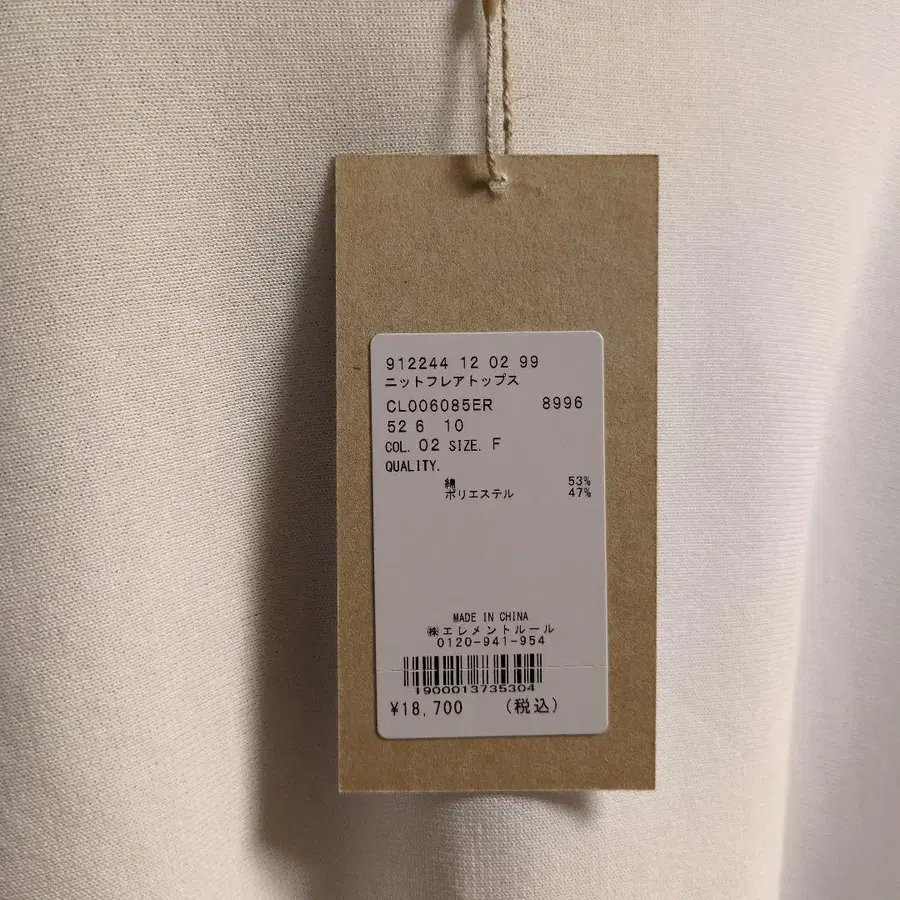 912244 12 02 99
ニットフレアトップス
CL006085ER 8996
52 6 10
COL. 02 SIZE. F
QUALITY.
綿 53%
ポリエステル 47%
MADE IN CHINA
㈱エレメントルール
0120-941-954
1900013735304
¥18,700 (税込)